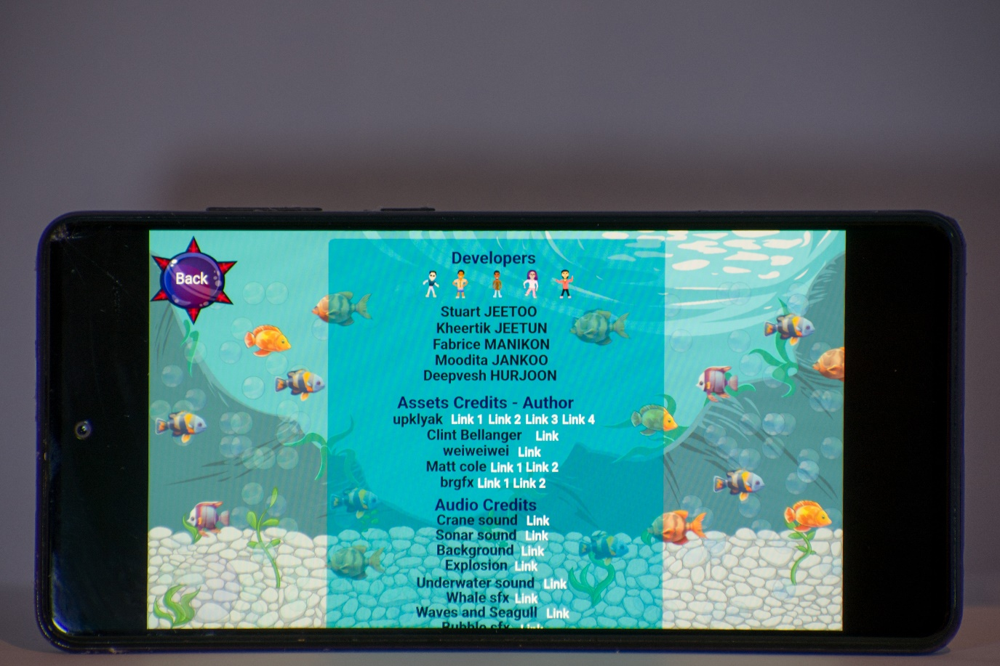 Back
Developers
Stuart JEETOO
Kheertik JEETUN
Fabrice MANIKON
Moodita JANKOO
Deepvesh HURJOON
Assets Credits - Author
upklyak Link 1 Link 2 Link 3 Link 4
Clint Bellanger Link
weiweiwei Link
Matt cole Link 1 Link 2
brgfx Link 1 Link 2
Audio Credits
Crane sound Link
Sonar sound Link
Background Link
Explosion Link
Underwater sound Link
Whale sfx Link
Waves and Seagull Link
Bubble sfx Link